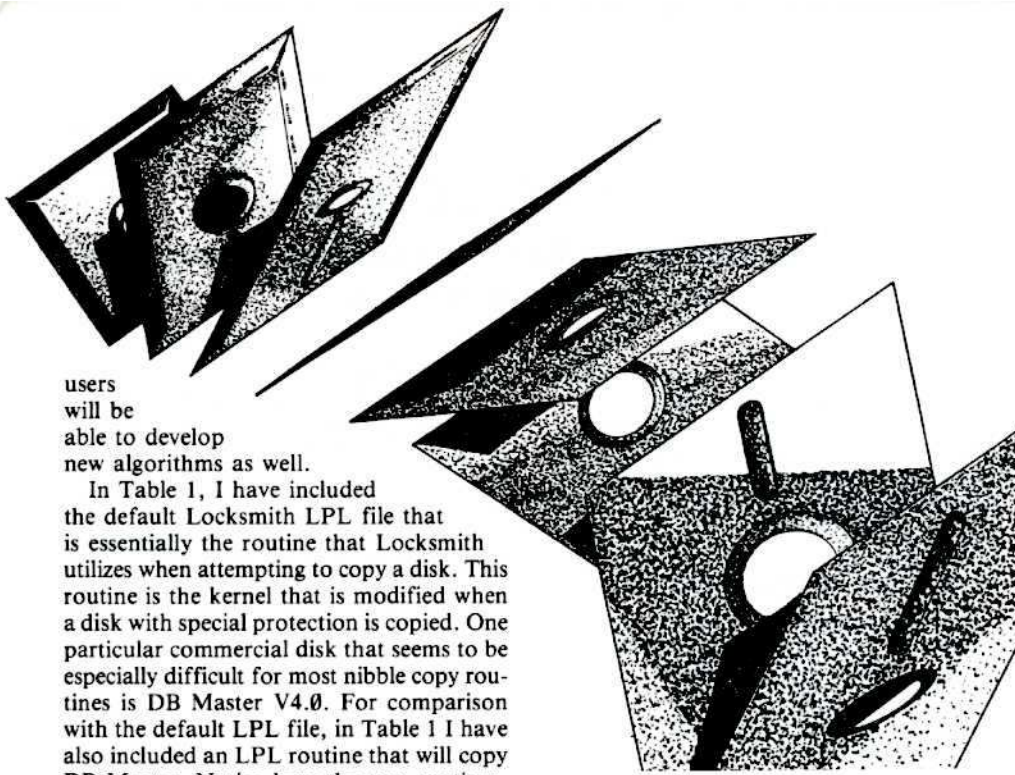 users
will be
able to develop
new algorithms as well.
In Table 1, I have included
the default Locksmith LPL file that
is essentially the routine that Locksmith
utilizes when attempting to copy a disk. This
routine is the kernel that is modified when
a disk with special protection is copied. One
particular commercial disk that seems to be
especially difficult for most nibble copy rou-
tines is DB Master V4.0. For comparison
with the default LPL file, in Table 1 I have
also included an LPL routine that will copy